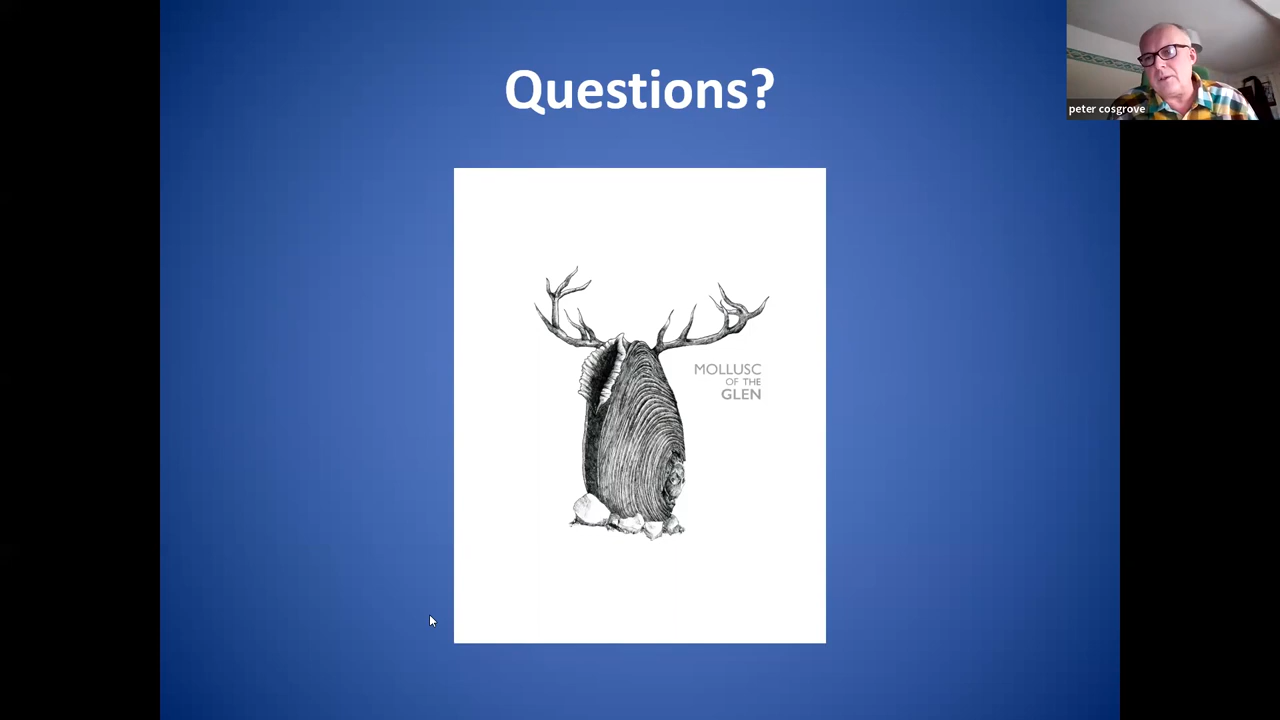 Questions?
peter cosgrove
MOLLUSC
OF THE
GLEN